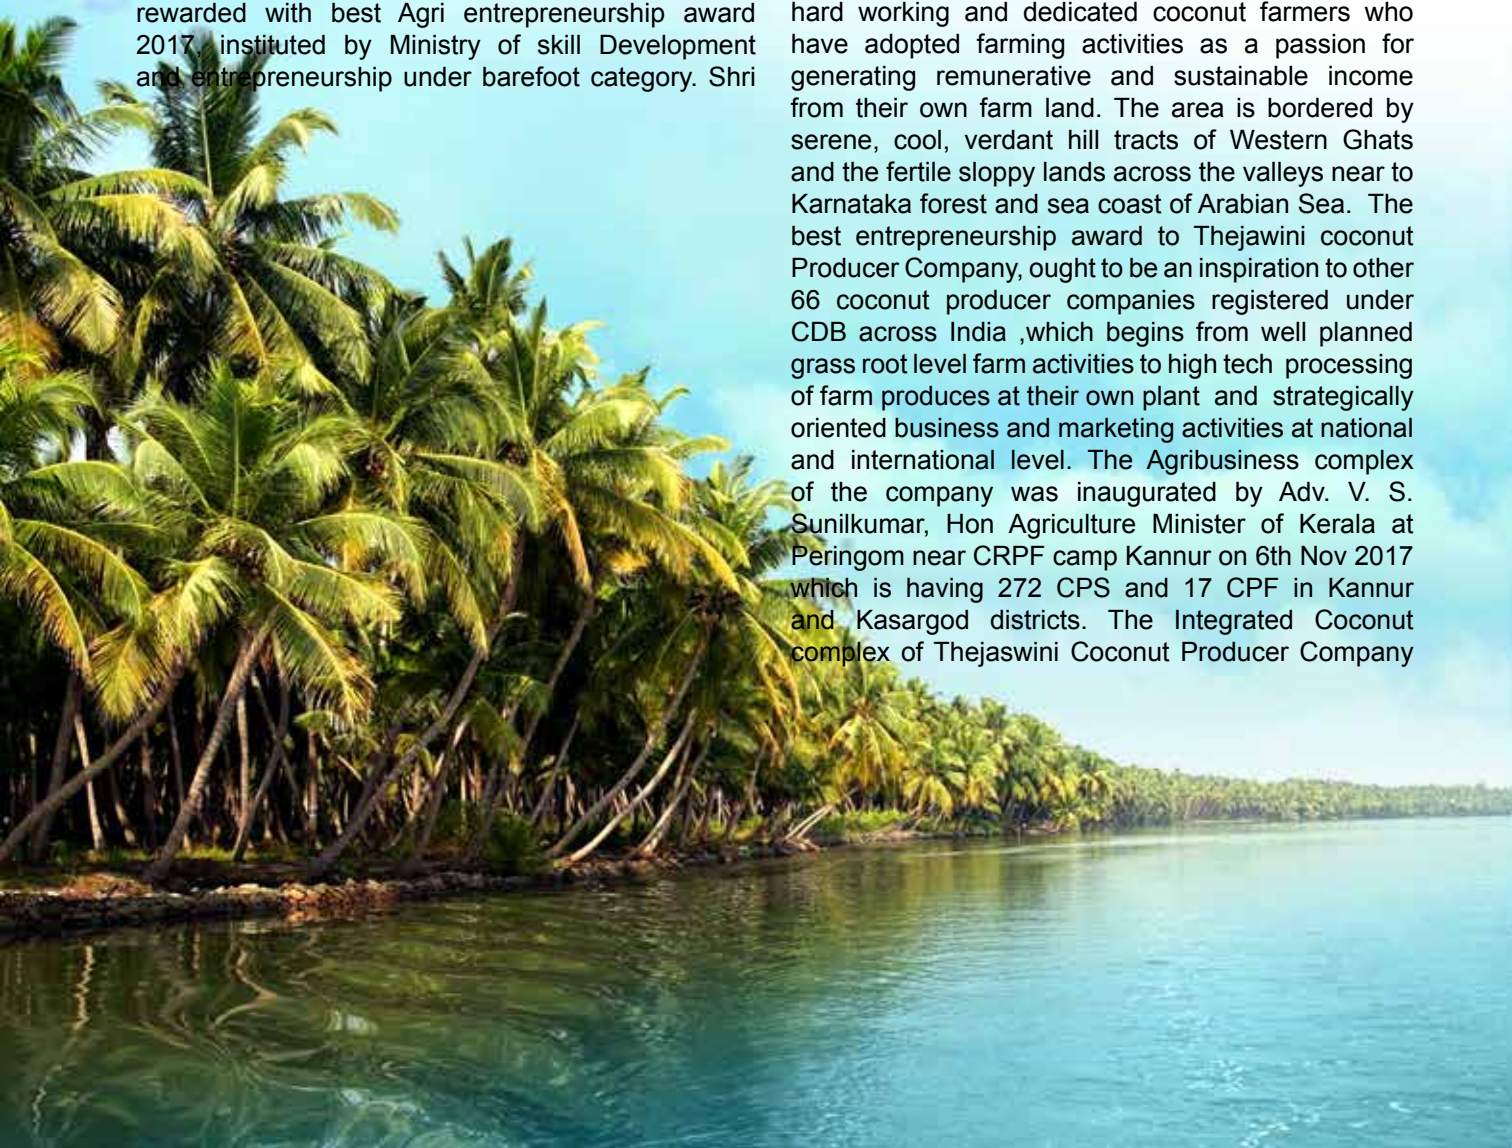 rewarded with best Agri entrepreneurship award
2017, instituted by Ministry of skill Development
and entrepreneurship under barefoot category. Shri
hard working and dedicated coconut farmers who
have adopted farming activities as a passion for
generating remunerative and sustainable income
from their own farm land. The area is bordered by
serene, cool, verdant hill tracts of Western Ghats
and the fertile sloppy lands across the valleys near to
Karnataka forest and sea coast of Arabian Sea. The
best entrepreneurship award to Thejawini coconut
Producer Company, ought to be an inspiration to other
66 coconut producer companies registered under
CDB across India ,which begins from well planned
grass root level farm activities to high tech processing
of farm produces at their own plant and strategically
oriented business and marketing activities at national
and international level. The Agribusiness complex
of the company was inaugurated by Adv. V. S.
Sunilkumar, Hon Agriculture Minister of Kerala at
Peringom near CRPF camp Kannur on 6th Nov 2017
which is having 272 CPS and 17 CPF in Kannur
and Kasargod districts. The Integrated Coconut
complex of Thejaswini Coconut Producer Company